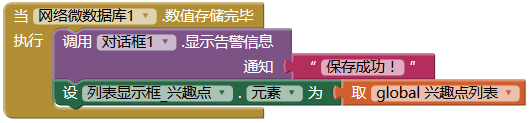 当 网络微数据库1 .数值存储完毕
执行 调用 对话框1 .显示告警信息
通知 “ 保存成功！ ”
设 列表显示框_兴趣点 . 元素 为 取 global 兴趣点列表